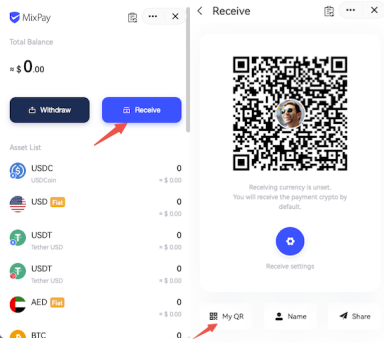 MixPay
Total Balance
≈ $ 0.00
Withdraw
Receive
Asset List
USDC
0
USDCoin
≈ $ 0.00
USD Fiat
0
≈ $ 0.00
USDT
0
Tether USD
≈ $ 0.00
USDT
0
Tether USD
≈ $ 0.00
AED Fiat
0
≈ $ 0.00
BTC
0
Receive
Receiving currency is unset.
You will receive the payment crypto by
default.
Receive settings
My QR
Name
Share